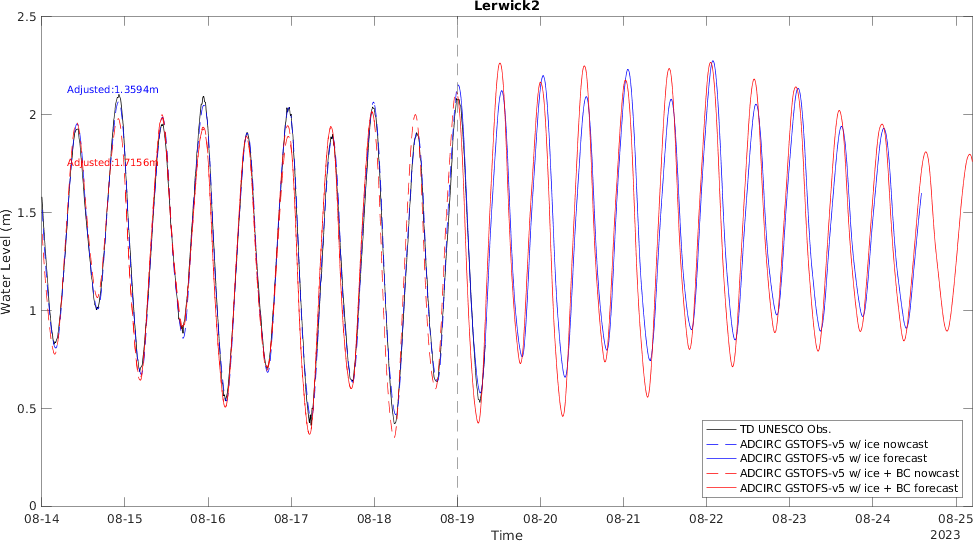 Lerwick2
2.5
2
1.5
1
0.5
0
Water Level (m)
Adjusted:1.3594m
Adjusted:1.7156m
TD UNESCO Obs.
ADCIRC GSTOFS-v5 w/ ice nowcast
ADCIRC GSTOFS-v5 w/ ice forecast
ADCIRC GSTOFS-v5 w/ ice + BC nowcast
ADCIRC GSTOFS-v5 w/ ice + BC forecast
08-14 08-15 08-16 08-17 08-18 08-19 08-20 08-21 08-22 08-23 08-24 08-25
Time
2023